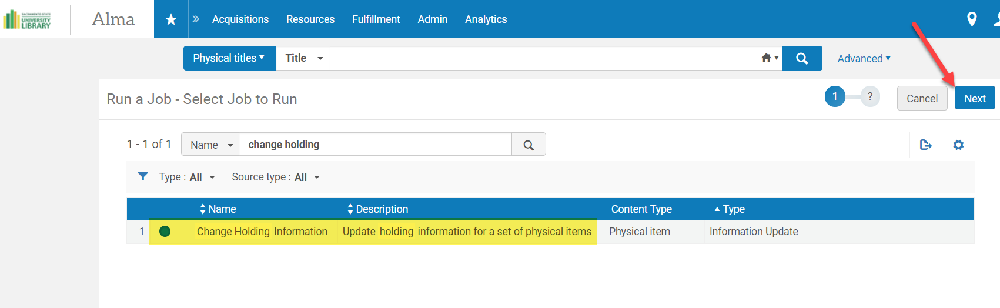 SACRAMENTO STATE
UNIVERSITY
LIBRARY
Alma
Acquisitions Resources Fulfillment Admin Analytics
Physical titles Title Advanced
Run a Job - Select Job to Run 1 ? Cancel Next
1 - 1 of 1 Name change holding
Type : All Source type : All
Name Description Content Type Type
1 Change Holding Information Update holding information for a set of physical items Physical item Information Update